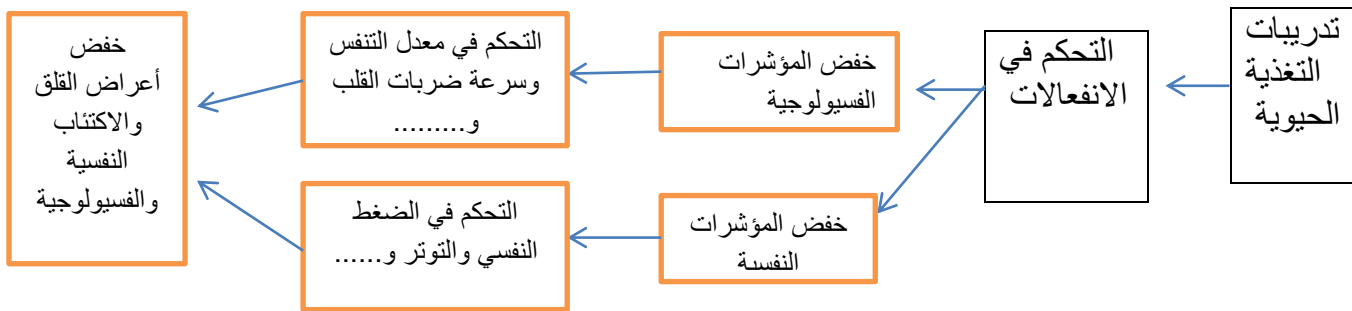 تدريبات
التغذية
الحيوية
التحكم في
الانفعالات
خفض المؤشرات
الفسيولوجية
التحكم في معدل التنفس
وسرعة ضربات القلب
و.........
خفض المؤشرات
النفسية
التحكم في الضغط
النفسي والتوتر و......
خفض
أعراض القلق
والاكتئاب
النفسية
والفسيولوجية